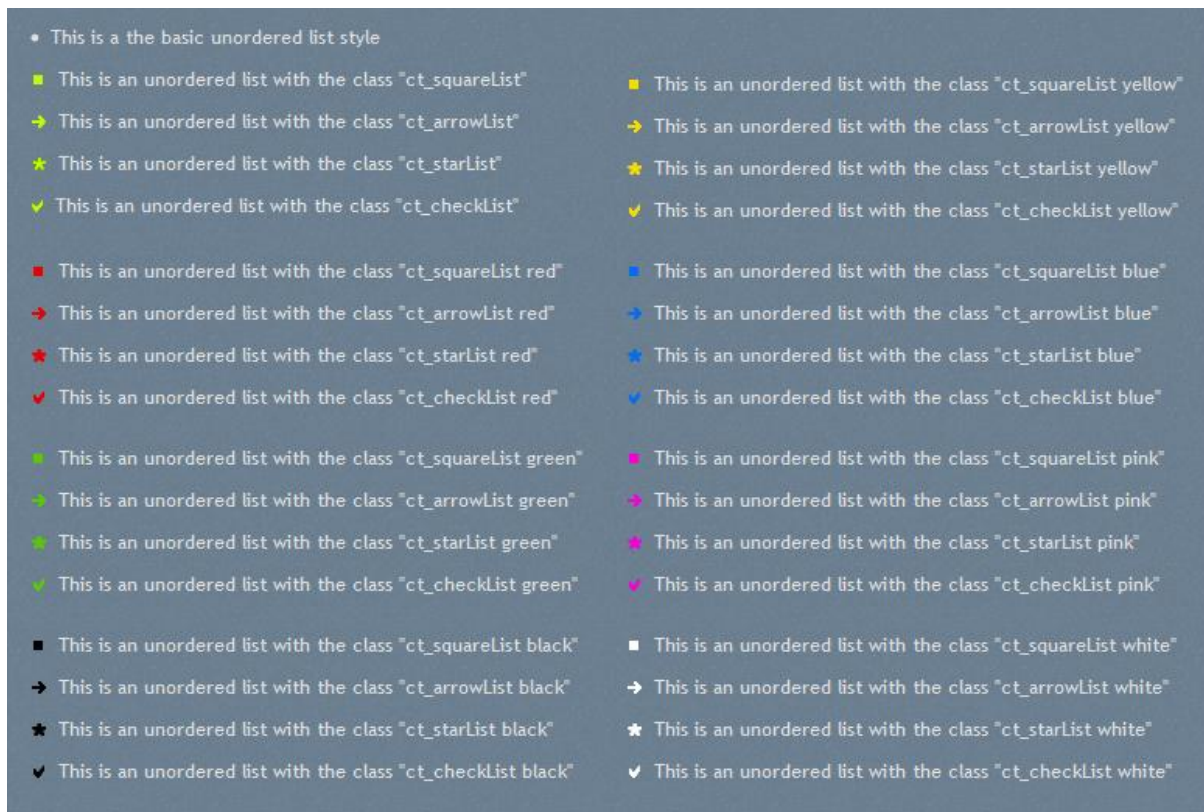 This is a the basic unordered list style
This is an unordered list with the class "ct_squareList"
This is an unordered list with the class "ct_arrowList"
This is an unordered list with the class "ct_starList"
This is an unordered list with the class "ct_checkList"
This is an unordered list with the class "ct_squareList yellow"
This is an unordered list with the class "ct_arrowList yellow"
This is an unordered list with the class "ct_starList yellow"
This is an unordered list with the class "ct_checkList yellow"
This is an unordered list with the class "ct_squareList red"
This is an unordered list with the class "ct_arrowList red"
This is an unordered list with the class "ct_starList red"
This is an unordered list with the class "ct_checkList red"
This is an unordered list with the class "ct_squareList blue"
This is an unordered list with the class "ct_arrowList blue"
This is an unordered list with the class "ct_starList blue"
This is an unordered list with the class "ct_checkList blue"
This is an unordered list with the class "ct_squareList green"
This is an unordered list with the class "ct_arrowList green"
This is an unordered list with the class "ct_starList green"
This is an unordered list with the class "ct_checkList green"
This is an unordered list with the class "ct_squareList pink"
This is an unordered list with the class "ct_arrowList pink"
This is an unordered list with the class "ct_starList pink"
This is an unordered list with the class "ct_checkList pink"
This is an unordered list with the class "ct_squareList black"
This is an unordered list with the class "ct_arrowList black"
This is an unordered list with the class "ct_starList black"
This is an unordered list with the class "ct_checkList black"
This is an unordered list with the class "ct_squareList white"
This is an unordered list with the class "ct_arrowList white"
This is an unordered list with the class "ct_starList white"
This is an unordered list with the class "ct_checkList white"